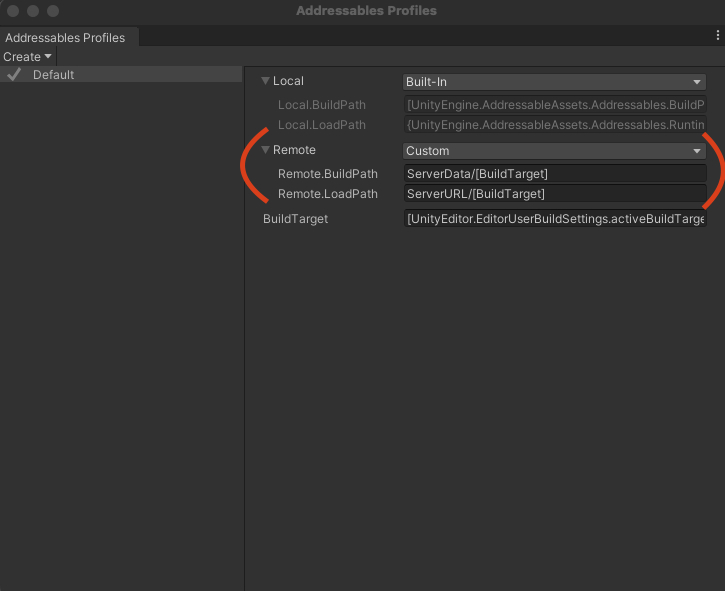 Addressables Profiles
Addressables Profiles
Create
Default
Local Built-In
Local.BuildPath [UnityEngine.AddressableAssets.Addressables.BuildP
Local.LoadPath {UnityEngine.AddressableAssets.Addressables.Runtim
Remote Custom
Remote.BuildPath ServerData/[BuildTarget]
Remote.LoadPath ServerURL/[BuildTarget]
BuildTarget [UnityEditor.EditorUserBuildSettings.activeBuildTarge